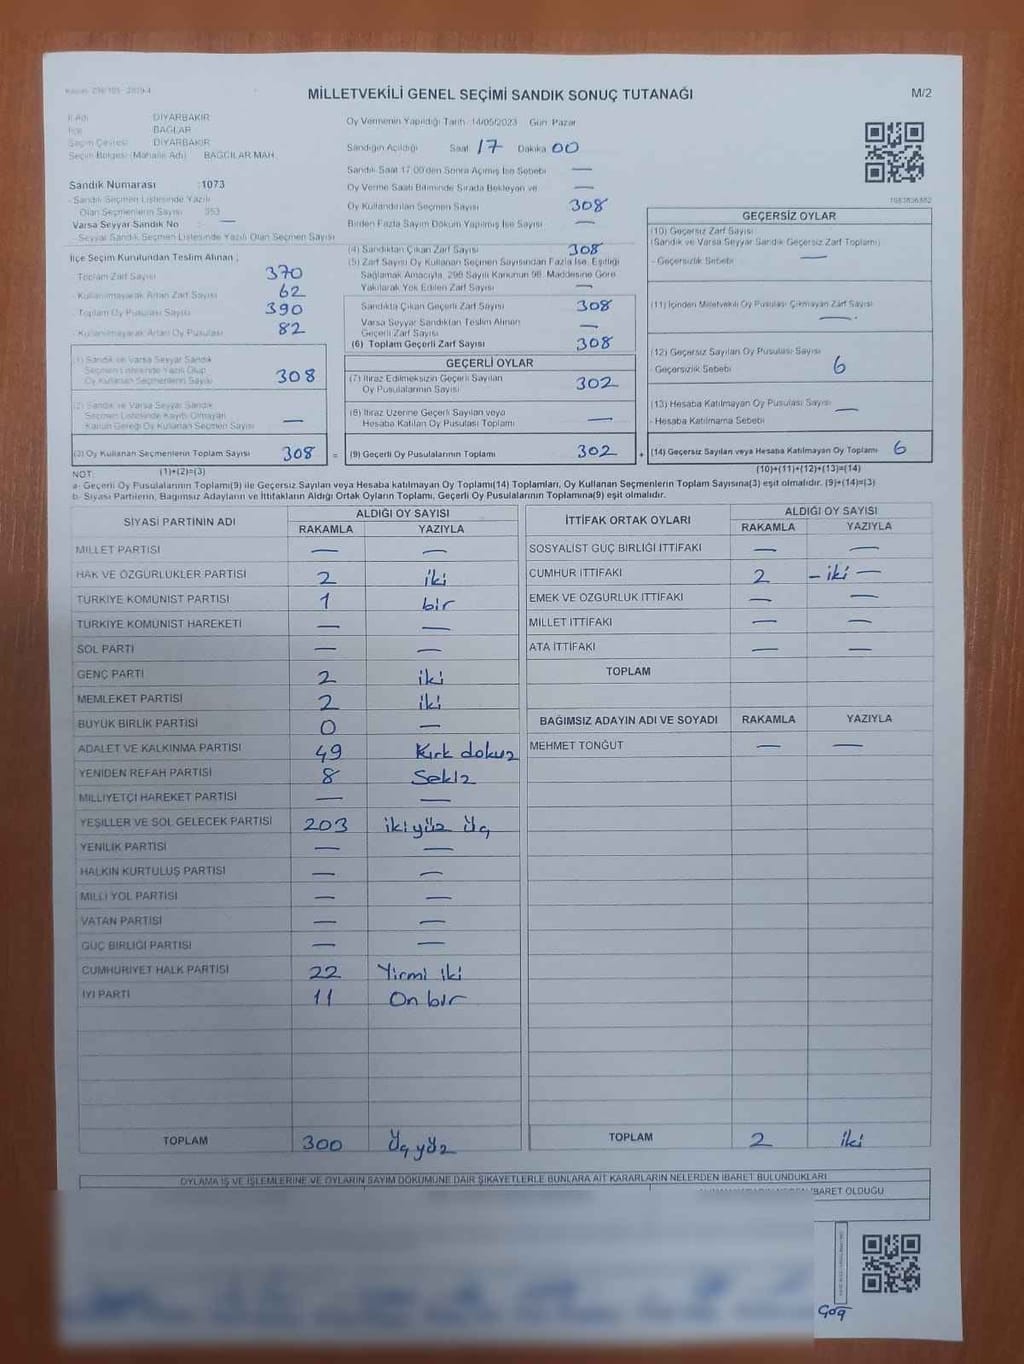 MİLLETVEKİLİ GENEL SEÇİMİ SANDIK SONUÇ TUTANAĞI
M/2
İl Adı DİYARBAKIR
İlçe BAĞLAR
Seçim Çevresi DİYARBAKIR
Seçim Bölgesi (Mahalle Adı) BAĞCILAR MAH.
Sandık Numarası :1073
- Sandık Seçmen Listesinde Yazılı
Olan Seçmenlerin Sayısı 353
Varsa Seyyar Sandık No —
- Seyyar Sandık Seçmen Listesinde Yazılı Olan Seçmen Sayısı
İlçe Seçim Kurulundan Teslim Alınan ;
- Toplam Zarf Sayısı 370
- Kullanılmayarak Artan Zarf Sayısı 62
- Toplam Oy Pusulası Sayısı 390
- Kullanılmayarak Artan Oy Pusulası 82
(1) Sandık ve Varsa Seyyar Sandık
Seçmen Listesinde Yazılı Olup
Oy Kullanan Seçmenlerin Sayısı 308
(2) Sandık ve Varsa Seyyar Sandık
Seçmen Listesinde Kayıtlı Olmayan
Kanun Gereği Oy Kullanan Seçmen Sayısı —
(3) Oy Kullanan Seçmenlerin Toplam Sayısı 308
Oy Vermenin Yapıldığı Tarih 14/05/2023 Gün Pazar
Sandığın Açıldığı Saat 17 Dakika 00
Sandık Saat 17:00'den Sonra Açılmış İse Sebebi —
Oy Verme Saati Bitiminde Sırada Bekleyen ve —
Oy Kullandırılan Seçmen Sayısı 308
Birden Fazla Sayım Döküm Yapılmış İse Sayısı —
(4) Sandıktan Çıkan Zarf Sayısı 308
(5) Zarf Sayısı Oy Kullanan Seçmen Sayısından Fazla İse, Eşitliği
Sağlamak Amacıyla, 298 Sayılı Kanunun 98. Maddesine Göre
Yakılarak Yok Edilen Zarf Sayısı —
Sandıkta Çıkan Geçerli Zarf Sayısı 308
Varsa Seyyar Sandıktan Teslim Alınan
Geçerli Zarf Sayısı —
(6) Toplam Geçerli Zarf Sayısı 308
GEÇERLİ OYLAR
(7) İtiraz Edilmeksizin Geçerli Sayılan
Oy Pusulalarının Sayısı 302
(8) İtiraz Üzerine Geçerli Sayılan veya
Hesaba Katılan Oy Pusulası Toplamı —
= (9) Geçerli Oy Pusulalarının Toplamı 302 +
GEÇERSİZ OYLAR
(10) Geçersiz Zarf Sayısı
(Sandık ve Varsa Seyyar Sandık Geçersiz Zarf Toplamı)
- Geçersizlik Sebebi —
(11) İçinden Milletvekili Oy Pusulası Çıkmayan Zarf Sayısı
—
(12) Geçersiz Sayılan Oy Pusulası Sayısı
- Geçersizlik Sebebi 6
(13) Hesaba Katılmayan Oy Pusulası Sayısı —
- Hesaba Katılmama Sebebi
(14) Geçersiz Sayılan veya Hesaba Katılmayan Oy Toplamı 6
NOT: (1)+(2)=(3) (10)+(11)+(12)+(13)=(14)
a- Geçerli Oy Pusulalarının Toplamı(9) ile Geçersiz Sayılan veya Hesaba katılmayan Oy Toplamı(14) Toplamları, Oy Kullanan Seçmenlerin Toplam Sayısına(3) eşit olmalıdır. (9)+(14)=(3)
b- Siyasi Partilerin, Bağımsız Adayların ve İttifakların Aldığı Ortak Oyların Toplamı, Geçerli Oy Pusulalarının Toplamına(9) eşit olmalıdır.
SİYASİ PARTİNİN ADI ALDIĞI OY SAYISI
RAKAMLA YAZIYLA
MİLLET PARTİSİ — —
HAK VE ÖZGÜRLÜKLER PARTİSİ 2 iki
TÜRKİYE KOMÜNİST PARTİSİ 1 bir
TÜRKİYE KOMÜNİST HAREKETİ — —
SOL PARTİ — —
GENÇ PARTİ 2 iki
MEMLEKET PARTİSİ 2 iki
BÜYÜK BİRLİK PARTİSİ 0 —
ADALET VE KALKINMA PARTİSİ 49 Kırk dokuz
YENİDEN REFAH PARTİSİ 8 Sekiz
MİLLİYETÇİ HAREKET PARTİSİ — —
YEŞİLLER VE SOL GELECEK PARTİSİ 203 ikiyüz üç
YENİLİK PARTİSİ — —
HALKIN KURTULUŞ PARTİSİ — —
MİLLİ YOL PARTİSİ — —
VATAN PARTİSİ — —
GÜÇ BİRLİĞİ PARTİSİ — —
CUMHURİYET HALK PARTİSİ 22 Yirmi iki
İYİ PARTİ 11 On bir
TOPLAM 300 Üç yüz
İTTİFAK ORTAK OYLARI ALDIĞI OY SAYISI
RAKAMLA YAZIYLA
SOSYALİST GÜÇ BİRLİĞİ İTTİFAKI — —
CUMHUR İTTİFAKI 2 — iki —
EMEK VE ÖZGÜRLÜK İTTİFAKI — —
MİLLET İTTİFAKI — —
ATA İTTİFAKI — —
TOPLAM
BAĞIMSIZ ADAYIN ADI VE SOYADI RAKAMLA YAZIYLA
MEHMET TONGUT — —
TOPLAM 2 iki
OYLAMA İŞ VE İŞLEMLERİNE VE OYLARIN SAYIM DÖKÜMÜNE DAİR ŞİKAYETLERLE BUNLARA AİT KARARLARIN NELERDEN İBARET BULUNDUKLARI
İBARET OLDUĞU